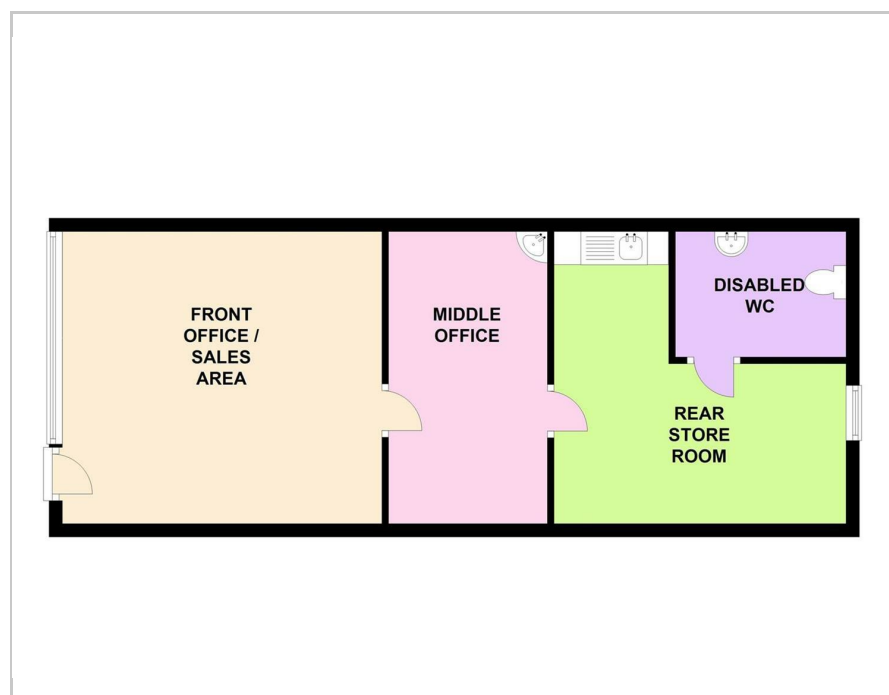 FRONT
OFFICE /
SALES
AREA
MIDDLE
OFFICE
DISABLED
WC
REAR
STORE
ROOM